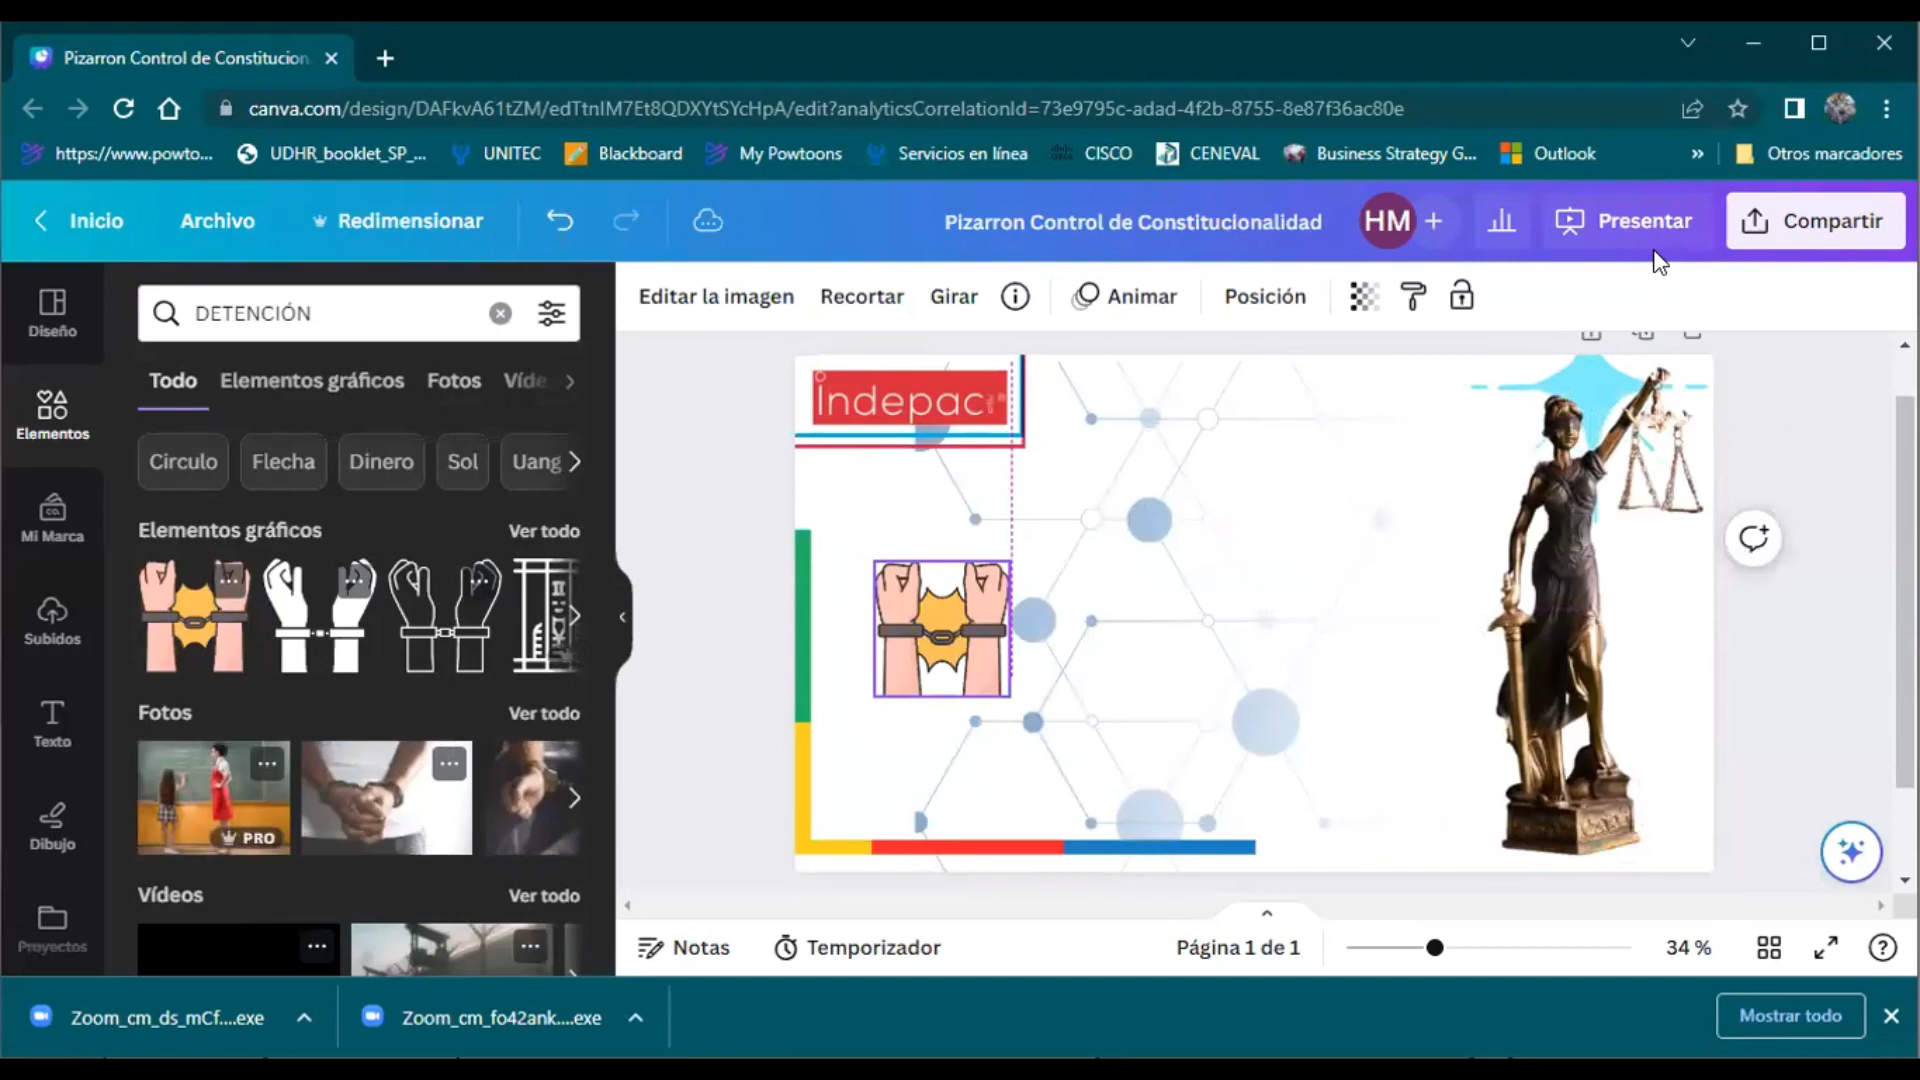 Pizarron Control de Constitucion
canva.com/design/DAFkvA61tZM/edTtnIM7Et8QDXYtSYcHpA/edit?analyticsCorrelationId=73e9795c-adad-4f2b-8755-8e87f36ac80e
https://www.powto... UDHR_booklet_SP_... UNITEC Blackboard My Powtoons Servicios en línea CISCO CENEVAL Business Strategy G... Outlook » Otros marcadores
Inicio Archivo Redimensionar Pizarron Control de Constitucionalidad HM + Presentar Compartir
Diseño
Elementos
Mi Marca
Subidos
Texto
Dibujo
Proyectos
DETENCIÓN
Todo Elementos gráficos Fotos Víde
Circulo Flecha Dinero Sol Uang
Elementos gráficos Ver todo
Fotos Ver todo
PRO
Vídeos Ver todo
Editar la imagen Recortar Girar Animar Posición
Indepac
Notas Temporizador Página 1 de 1 34 %
Zoom_cm_ds_mCf....exe Zoom_cm_fo42ank....exe Mostrar todo